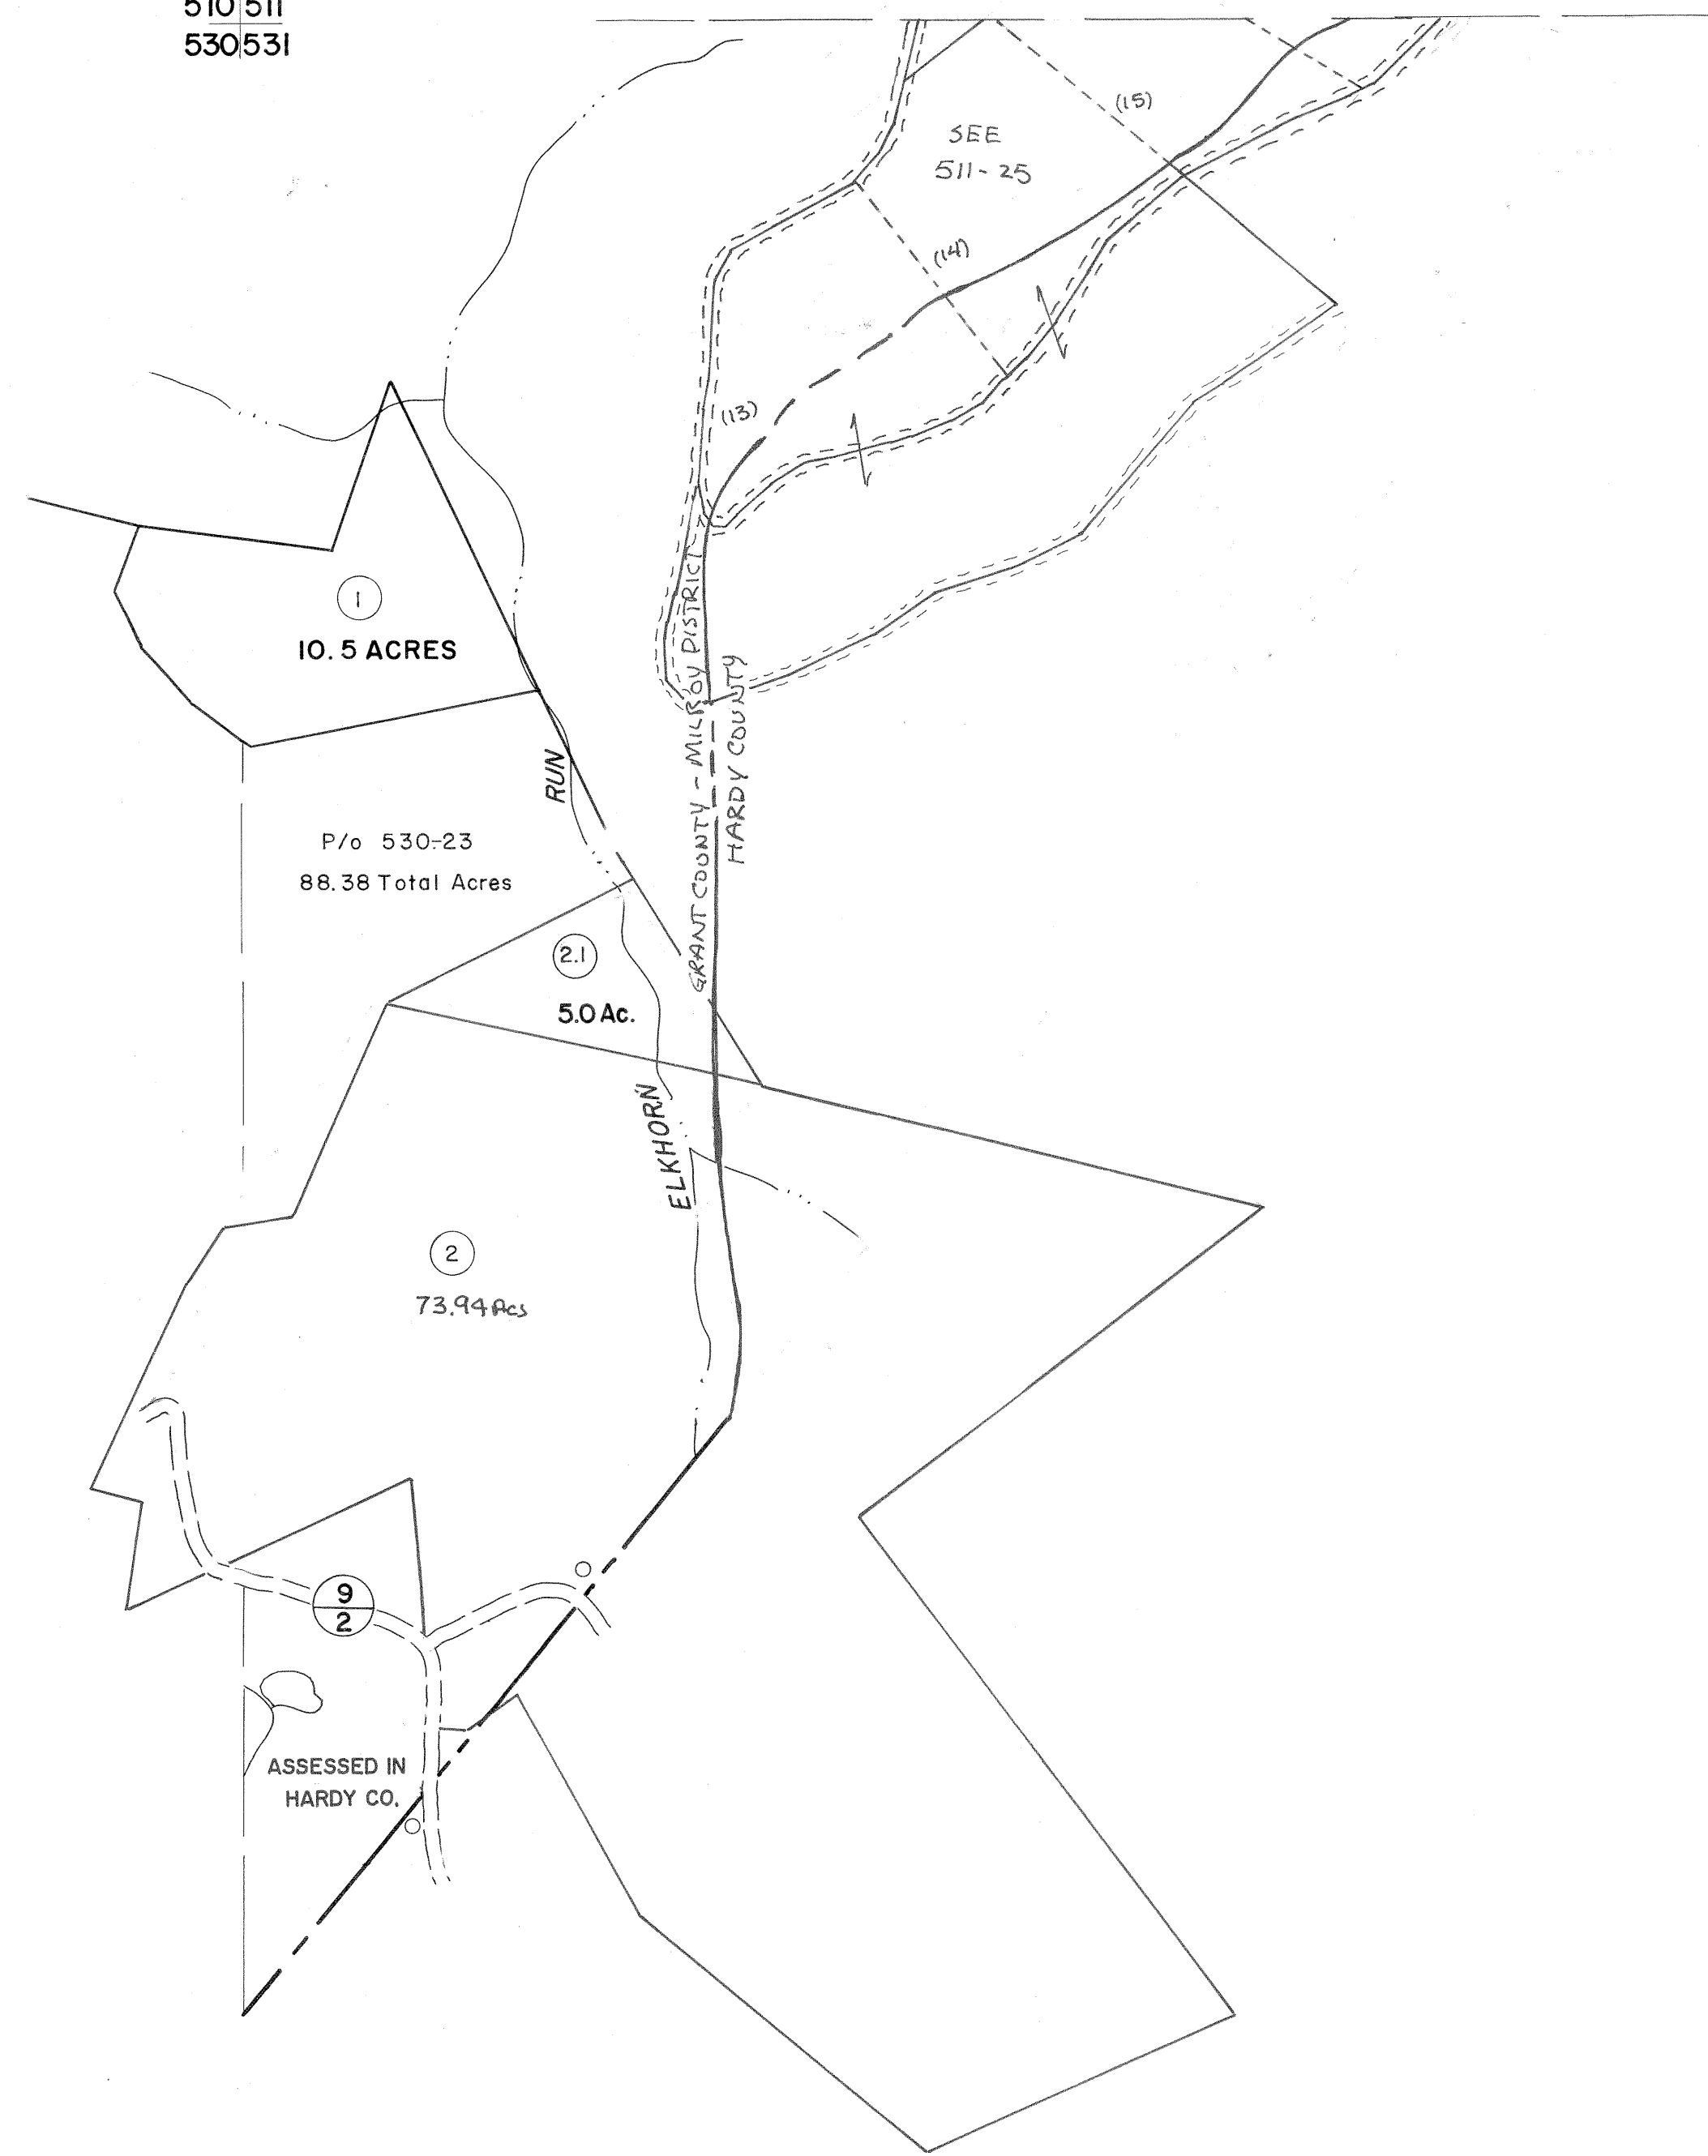 510 511
530 531
(15)
SEE
511-25
(14)
(13)
1
10.5 ACRES
GRANT COUNTY - MILROY DISTRICT
HARDY COUNTY
RUN
P/o 530-23
88.38 Total Acres
2.1
5.0 Ac.
ELKHORN
2
73.94 Acs
9
2
ASSESSED IN
HARDY CO.